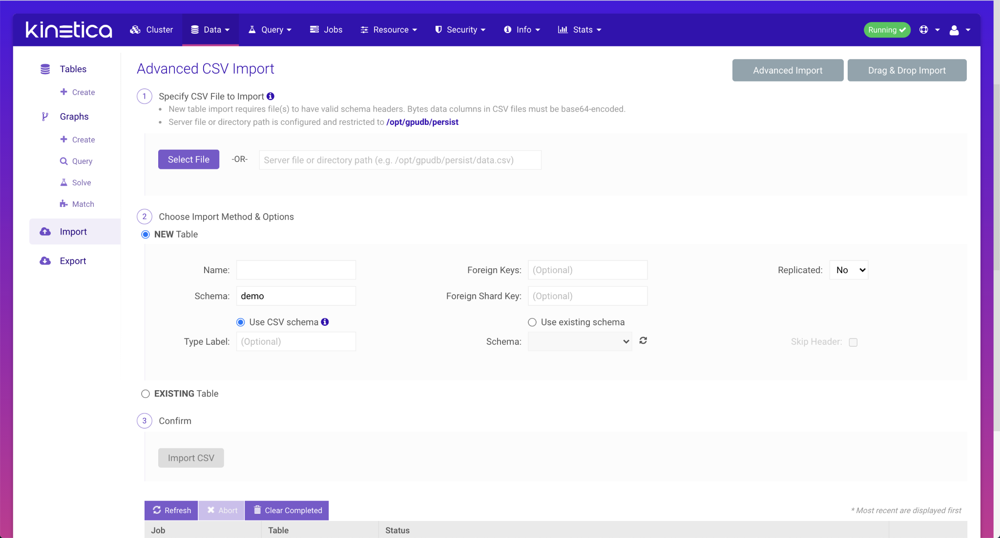 kinetica Cluster Data Query Jobs Resource Security Info Stats Running
Tables
Create
Graphs
Create
Query
Solve
Match
Import
Export
Advanced CSV Import
Advanced Import Drag & Drop Import
1 Specify CSV File to Import
• New table import requires file(s) to have valid schema headers. Bytes data columns in CSV files must be base64-encoded.
• Server file or directory path is configured and restricted to /opt/gpudb/persist
Select File -OR- Server file or directory path (e.g. /opt/gpudb/persist/data.csv)
2 Choose Import Method & Options
NEW Table
Name: Foreign Keys: (Optional) Replicated: No
Schema: demo Foreign Shard Key: (Optional)
Use CSV schema Use existing schema
Type Label: (Optional) Schema: Skip Header:
EXISTING Table
3 Confirm
Import CSV
Refresh Abort Clear Completed * Most recent are displayed first
Job Table Status